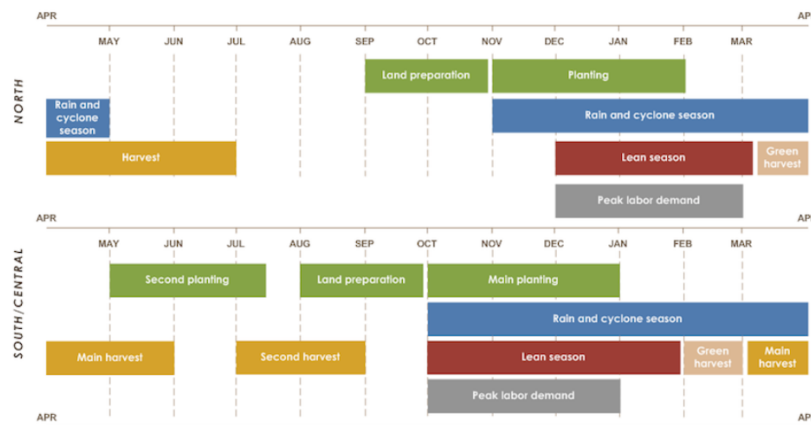 APR
AP
MAY JUN JUL AUG SEP OCT NOV DEC JAN FEB MAR
NORTH
Land preparation
Planting
Rain and
cyclone
season
Rain and cyclone season
Harvest
Lean season
Green
harvest
Peak labor demand
APR
AP
MAY JUN JUL AUG SEP OCT NOV DEC JAN FEB MAR
SOUTH/CENTRAL
Second planting
Land preparation
Main planting
Rain and cyclone season
Main harvest
Second harvest
Lean season
Green
harvest
Main
harvest
Peak labor demand
APR
AP